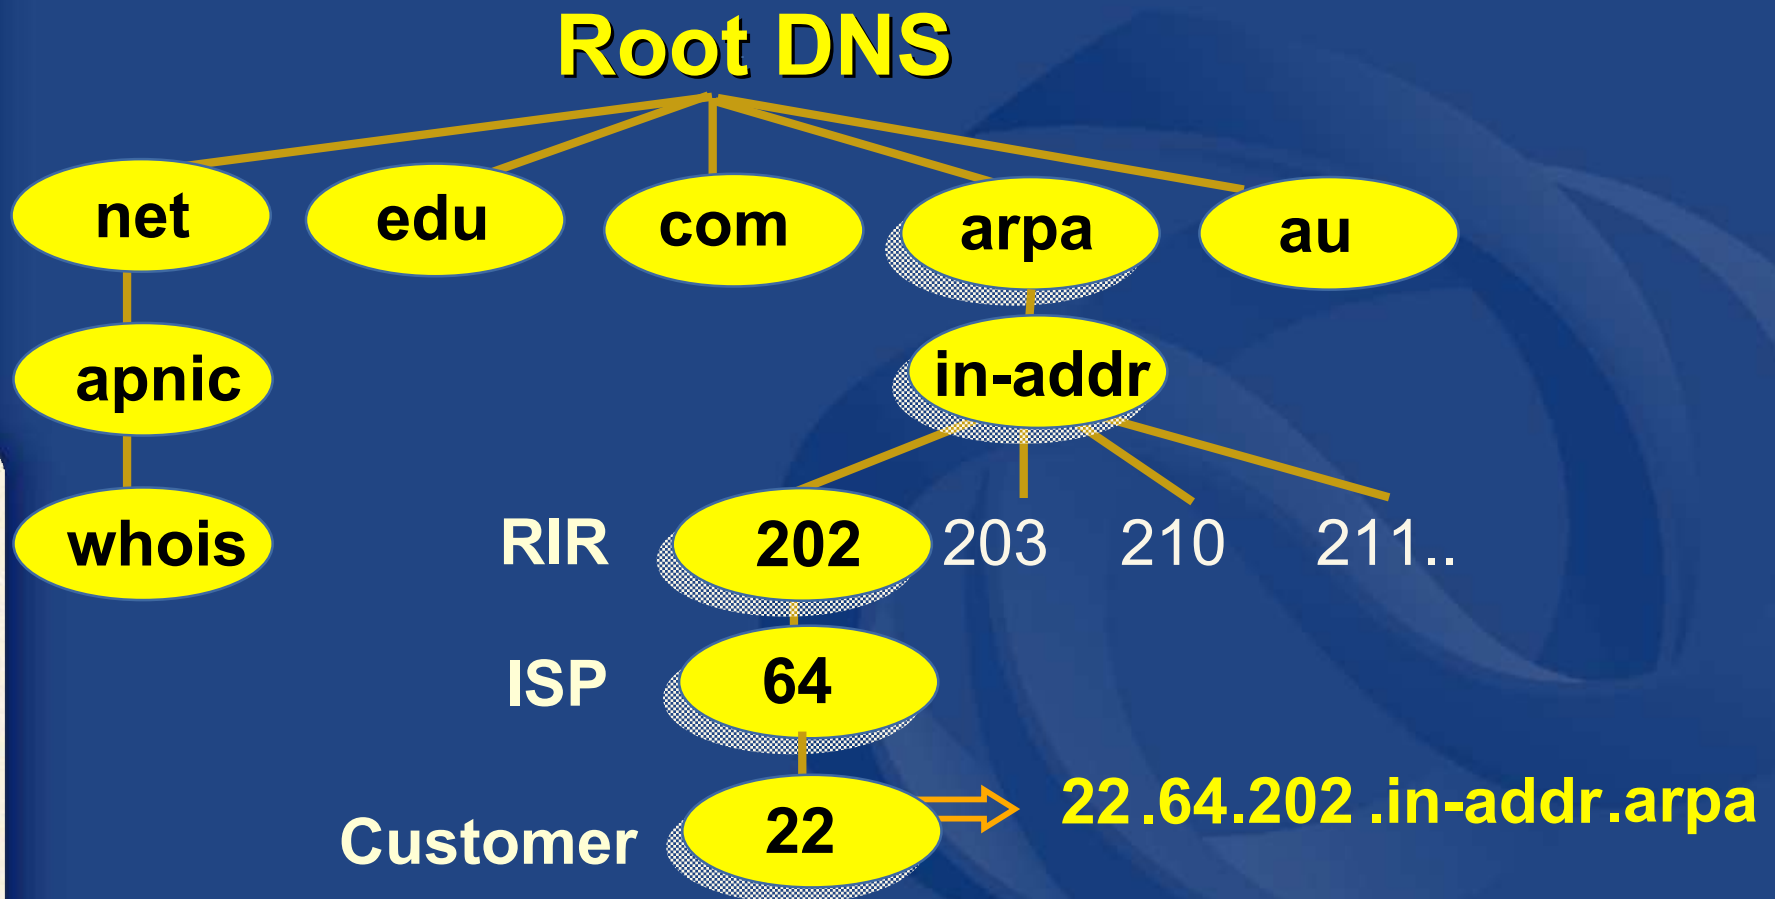 Root DNS
net edu com arpa au
apnic in-addr
whois RIR 202 203 210 211..
ISP 64
Customer 22 22.64.202.in-addr.arpa